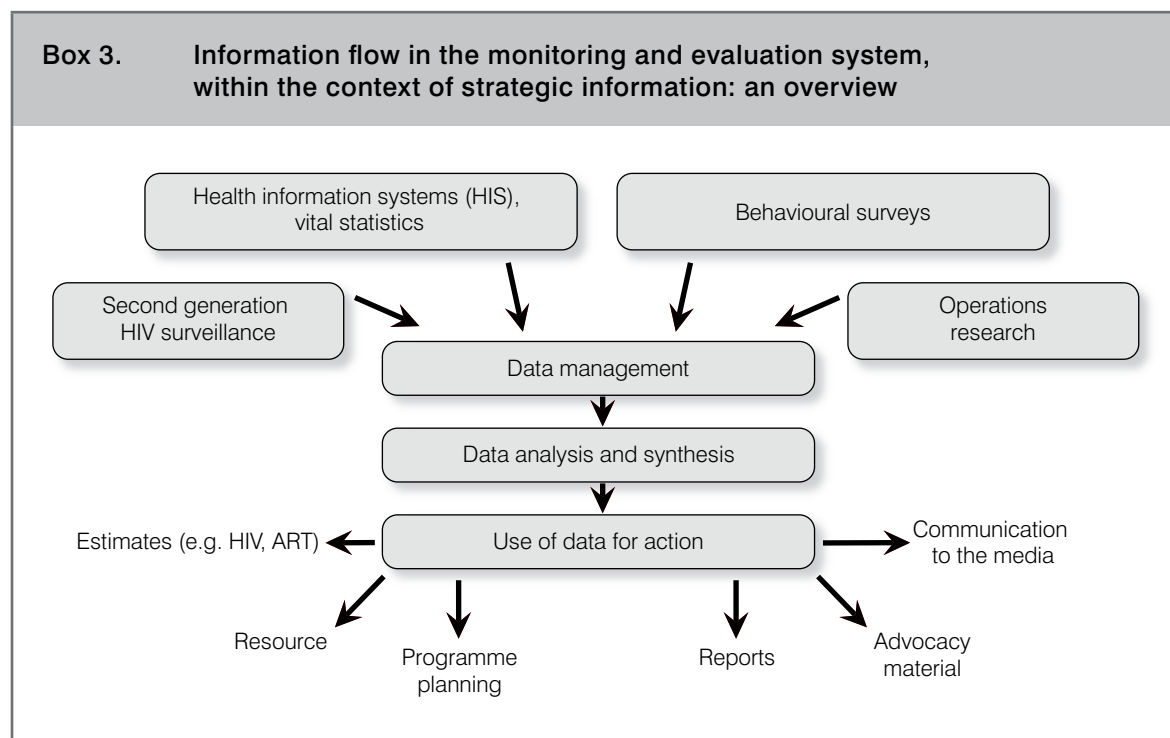 Box 3. Information flow in the monitoring and evaluation system,
within the context of strategic information: an overview
Health information systems (HIS),
vital statistics
Behavioural surveys
Second generation
HIV surveillance
Operations
research
Data management
Data analysis and synthesis
Estimates (e.g. HIV, ART)
Use of data for action
Communication
to the media
Resource
Programme
planning
Reports
Advocacy
material